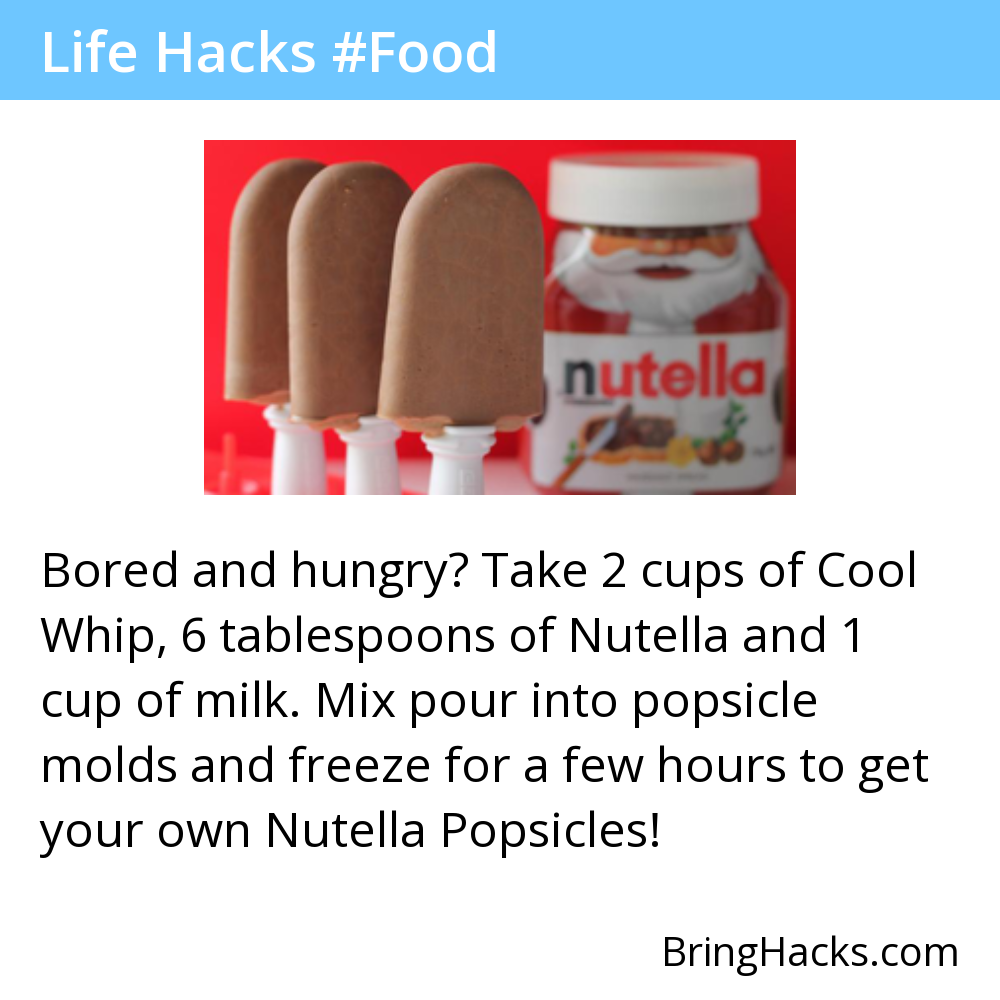 Life Hacks #Food
nutella
Bored and hungry? Take 2 cups of Cool
Whip, 6 tablespoons of Nutella and 1
cup of milk. Mix pour into popsicle
molds and freeze for a few hours to get
your own Nutella Popsicles!
BringHacks.com